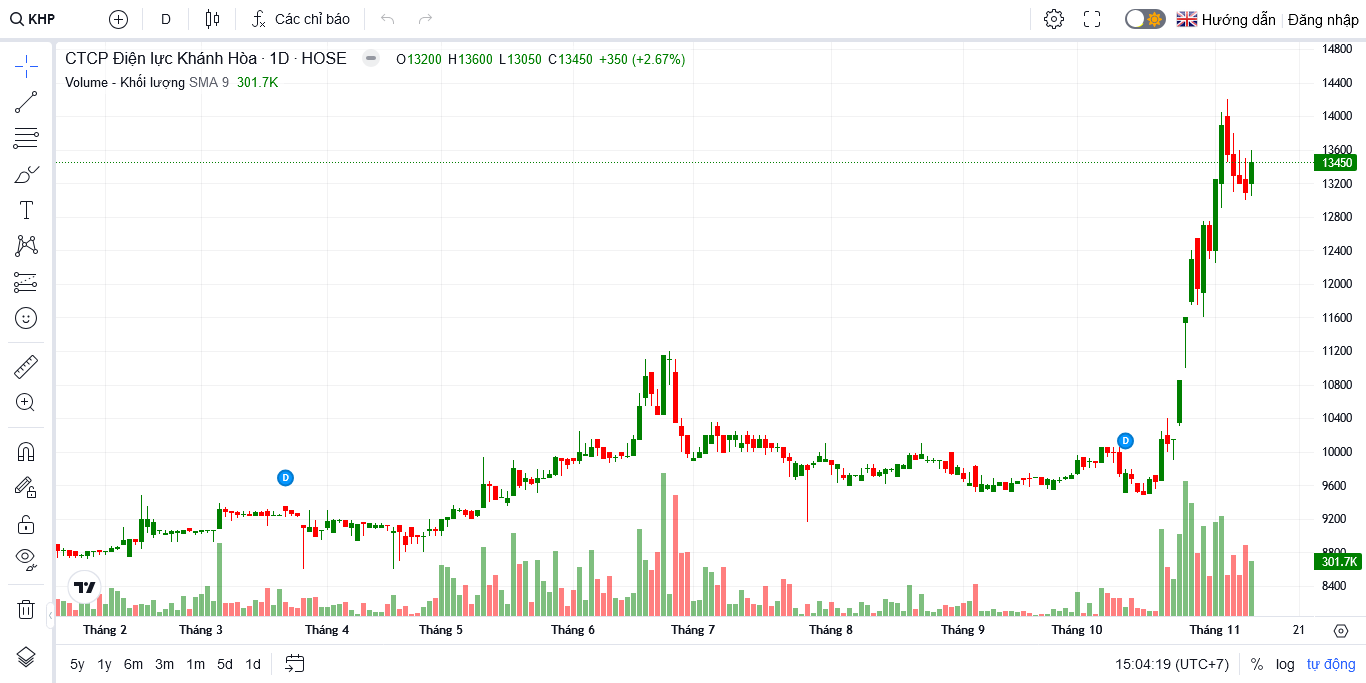 KHP D Các chỉ báo Hướng dẫn Đăng nhập
CTCP Điện lực Khánh Hòa · 1D · HOSE O13200 H13600 L13050 C13450 +350 (+2.67%)
Volume - Khối lượng SMA 9 301.7K
14800
14400
14000
13600
13450
13200
12800
12400
12000
11600
11200
10800
10400
10000
9600
9200
8800
301.7K
8400
D
D
Tháng 2 Tháng 3 Tháng 4 Tháng 5 Tháng 6 Tháng 7 Tháng 8 Tháng 9 Tháng 10 Tháng 11 21
5y 1y 6m 3m 1m 5d 1d 15:04:19 (UTC+7) % log tự động